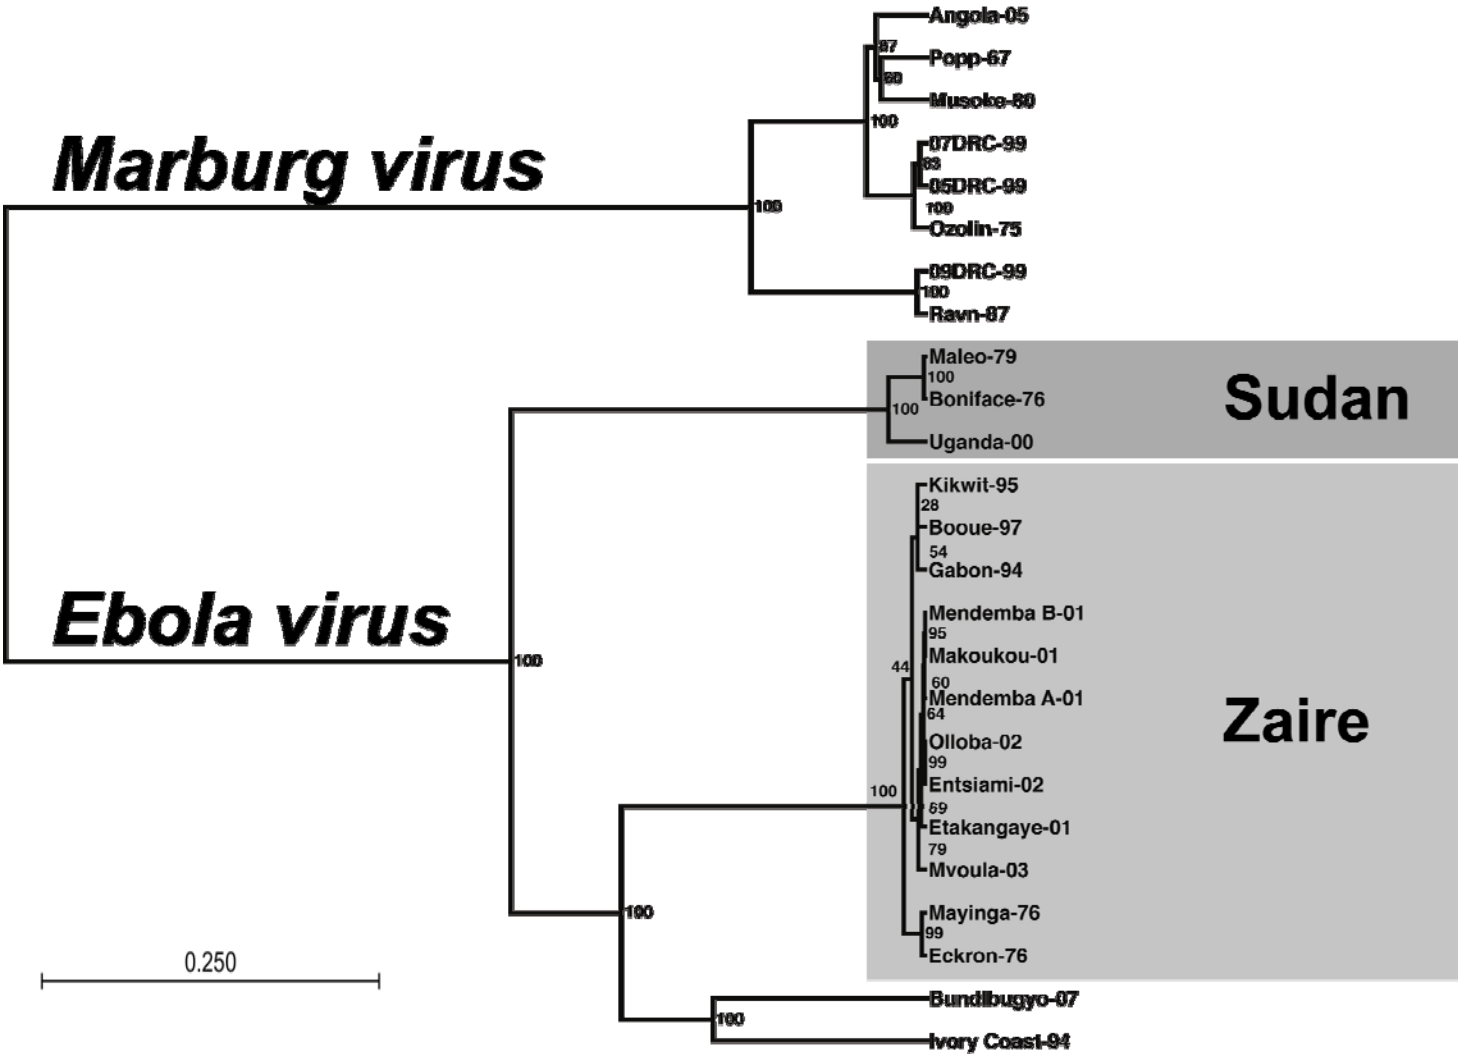 Angola-05
87
Popp-67
60
Musoke-80
Marburg virus
100
07DRC-99
83
05DRC-99
100
100
Ozolin-75
09DRC-99
100
Ravn-87
Maleo-79
100
Boniface-76
Sudan
100
Uganda-00
Kikwit-95
28
Booue-97
54
Gabon-94
Ebola virus
Mendemba B-01
95
100
Makoukou-01
44
60
Mendemba A-01
64
Zaire
Olloba-02
99
Entsiami-02
100
69
Etakangaye-01
79
Mvoula-03
100
Mayinga-76
99
Eckron-76
0.250
Bundibugyo-07
100
Ivory Coast-94